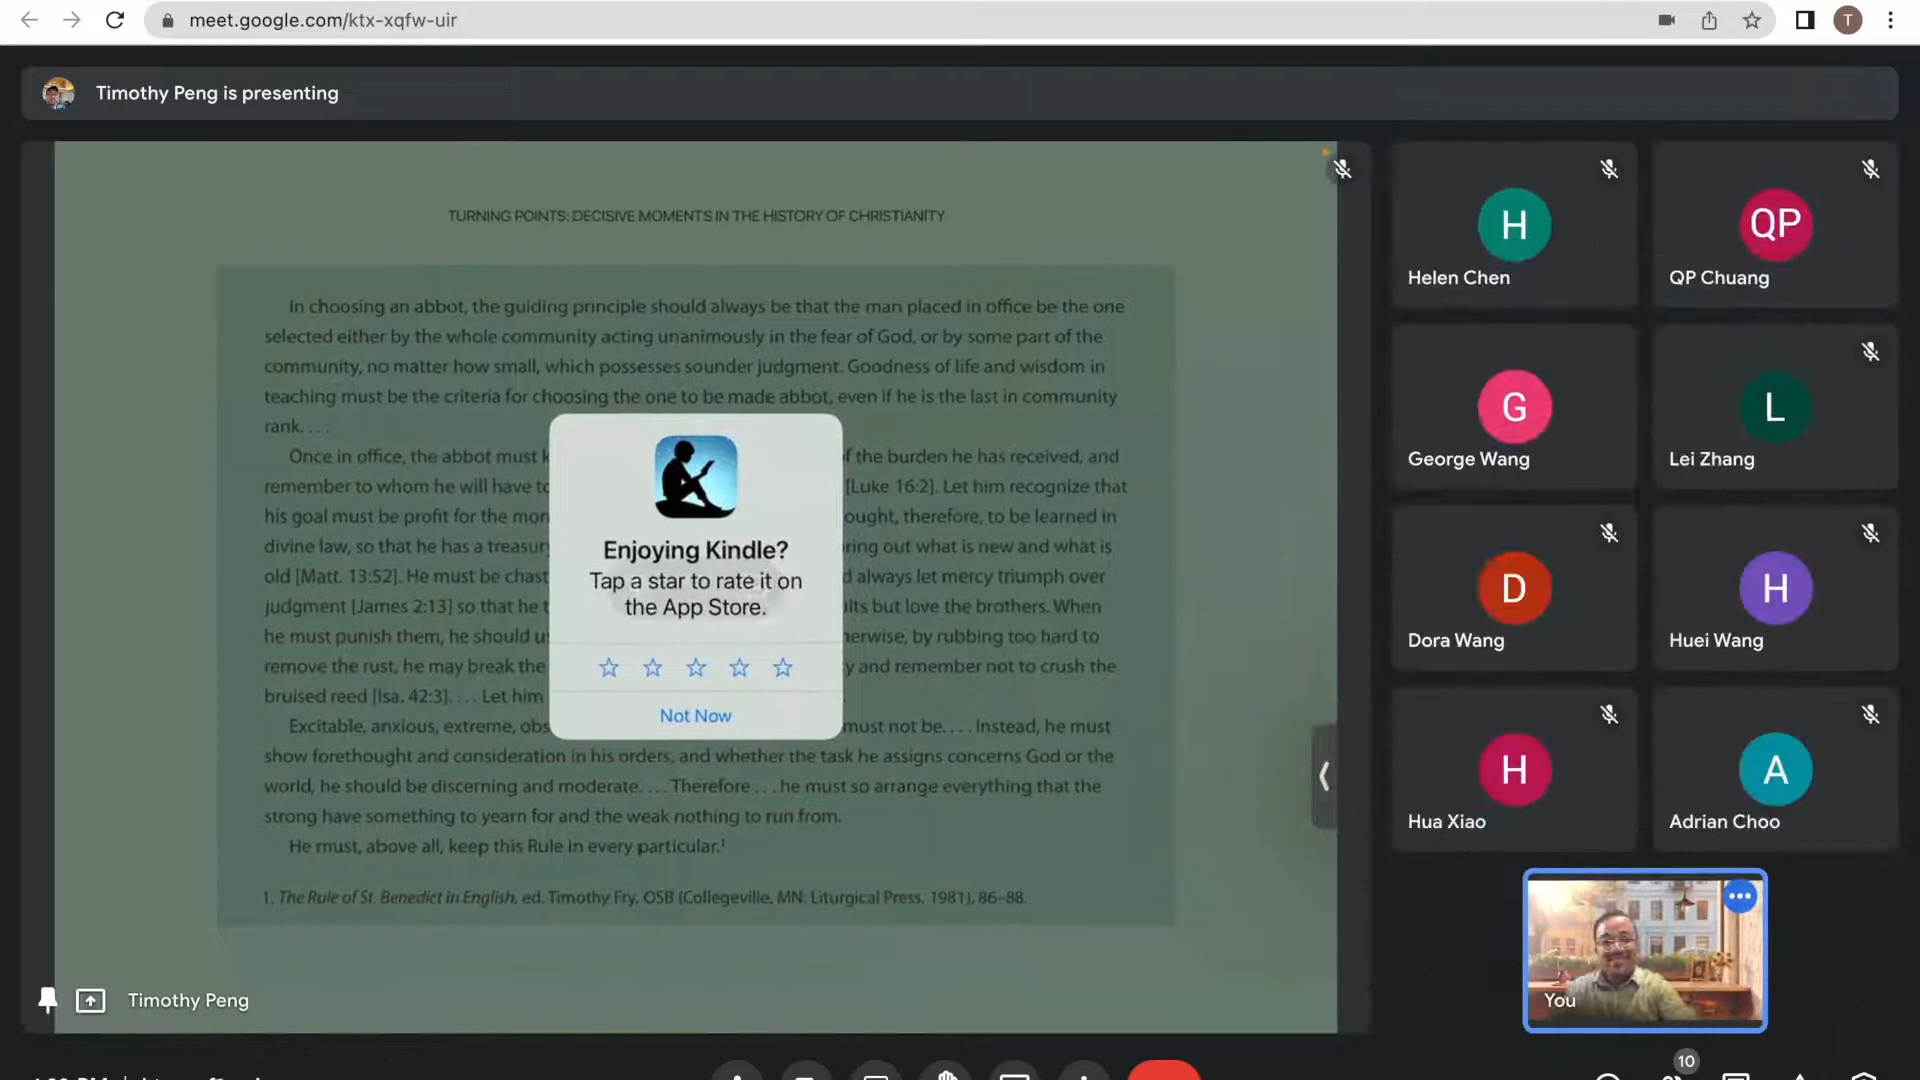 meet.google.com/ktx-xqfw-uir
T
Timothy Peng is presenting
TURNING POINTS: DECISIVE MOMENTS IN THE HISTORY OF CHRISTIANITY
In choosing an abbot, the guiding principle should always be that the man placed in office be the one
selected either by the whole community acting unanimously in the fear of God, or by some part of the
community, no matter how small, which possesses sounder judgment. Goodness of life and wisdom in
teaching must be the criteria for choosing the one to be made abbot, even if he is the last in community
rank. . . .
Once in office, the abbot must k f the burden he has received, and
remember to whom he will have to [Luke 16:2]. Let him recognize that
his goal must be profit for the mon ought, therefore, to be learned in
divine law, so that he has a treasury ring out what is new and what is
old [Matt. 13:52]. He must be chast d always let mercy triumph over
judgment [James 2:13] so that he t lts but love the brothers. When
he must punish them, he should us herwise, by rubbing too hard to
remove the rust, he may break the y and remember not to crush the
bruised reed [Isa. 42:3]. . . . Let him
Excitable, anxious, extreme, obs must not be. . . . Instead, he must
show forethought and consideration in his orders, and whether the task he assigns concerns God or the
world, he should be discerning and moderate. . . . Therefore . . . he must so arrange everything that the
strong have something to yearn for and the weak nothing to run from.
He must, above all, keep this Rule in every particular.¹
1. The Rule of St. Benedict in English, ed. Timothy Fry, OSB (Collegeville, MN: Liturgical Press, 1981), 86–88.
Enjoying Kindle?
Tap a star to rate it on
the App Store.
Not Now
Timothy Peng
H
Helen Chen
QP
QP Chuang
G
George Wang
L
Lei Zhang
D
Dora Wang
H
Huei Wang
H
Hua Xiao
A
Adrian Choo
You
10